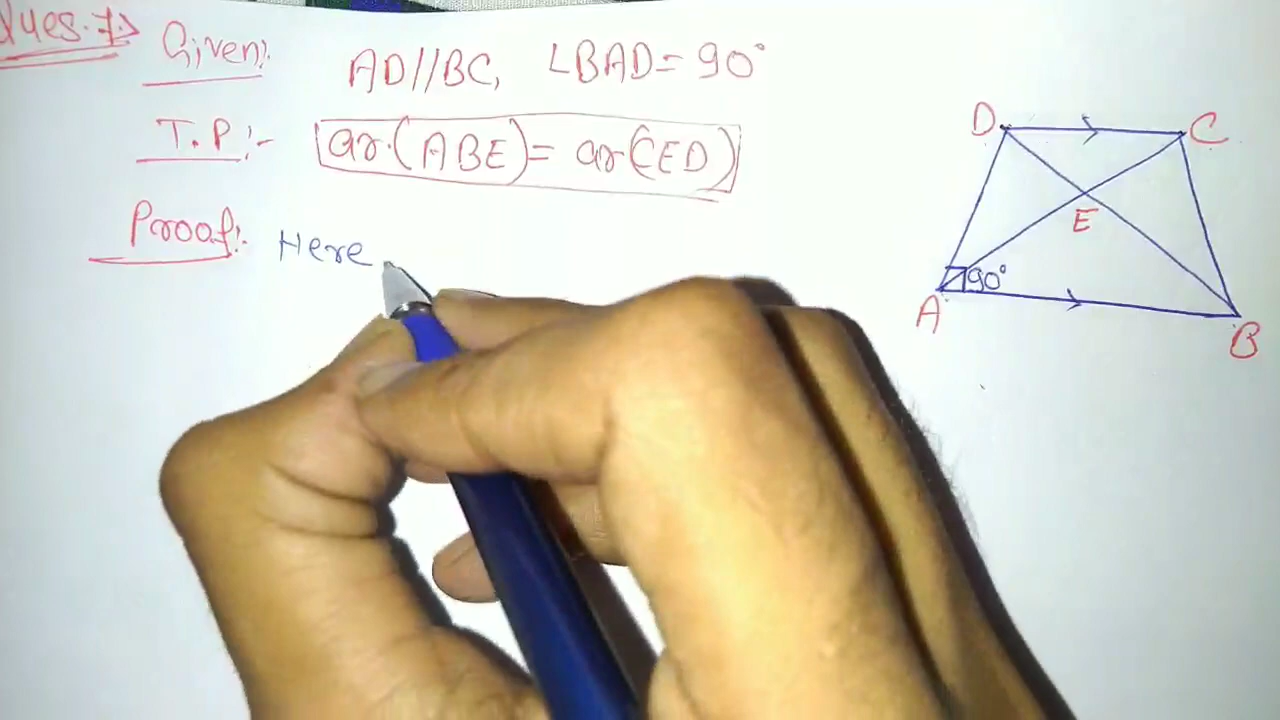 Ques.7.> Given:- AD//BC, ∠BAD = 90°
T.P:- ar.(ABE) = ar(CED)
Proof:- Here
D C
E
90°
A B